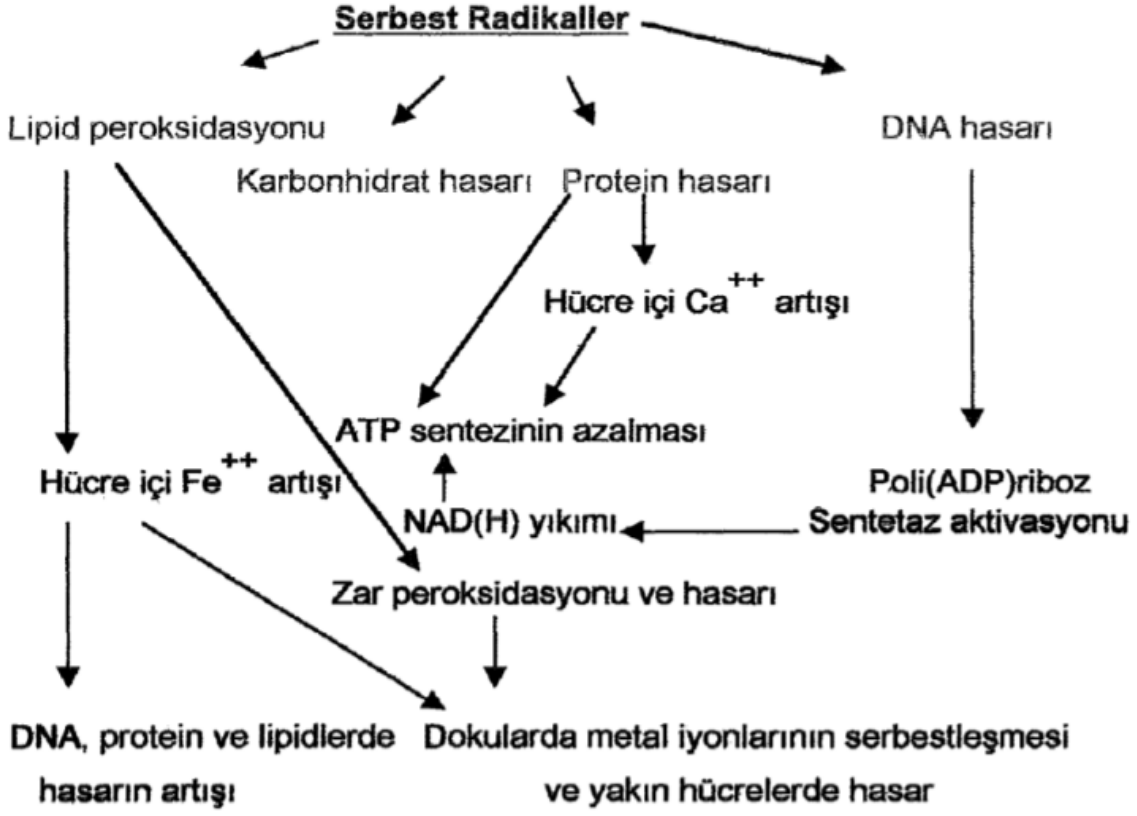 Serbest Radikaller
Lipid peroksidasyonu
DNA hasarı
Karbonhidrat hasarı
Protein hasarı
Hücre içi Ca++ artışı
ATP sentezinin azalması
Hücre içi Fe++ artışı
Poli(ADP)riboz
Sentetaz aktivasyonu
NAD(H) yıkımı
Zar peroksidasyonu ve hasarı
DNA, protein ve lipidlerde
hasarın artışı
Dokularda metal iyonlarının serbestleşmesi
ve yakın hücrelerde hasar